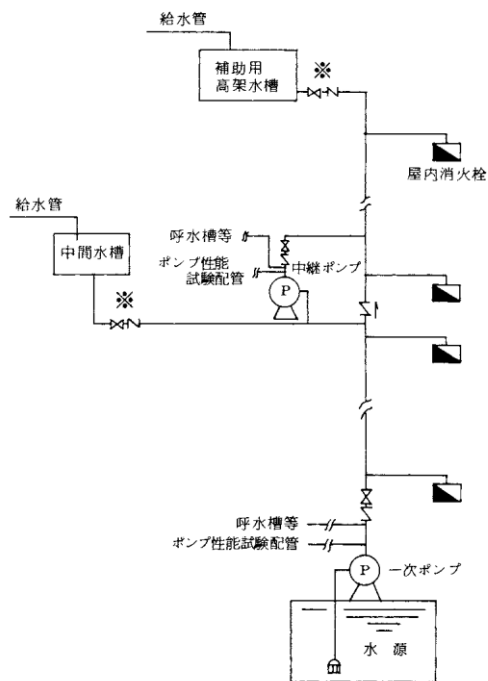 給水管
補助用
高架水槽
※
屋内消火栓
給水管
中間水槽
※
呼水槽等
ポンプ性能
試験配管
中継ポンプ
P
呼水槽等
ポンプ性能試験配管
P
一次ポンプ
水源